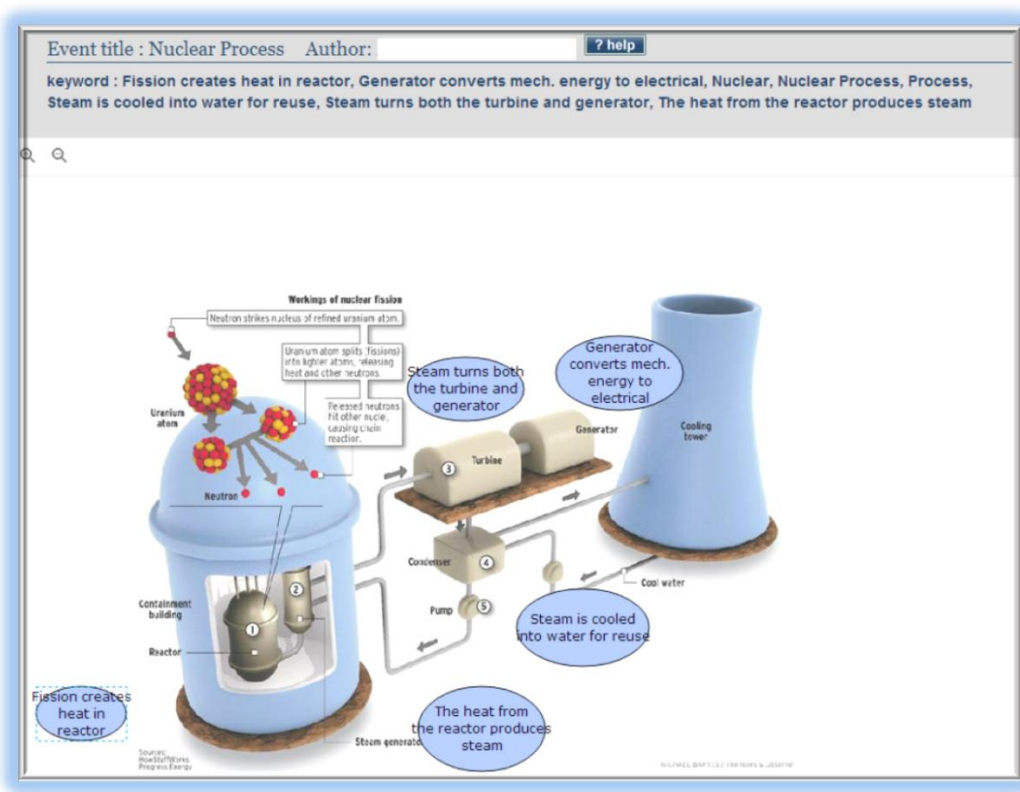 Event title : Nuclear Process Author:
? help
keyword : Fission creates heat in reactor, Generator converts mech. energy to electrical, Nuclear, Nuclear Process, Process,
Steam is cooled into water for reuse, Steam turns both the turbine and generator, The heat from the reactor produces steam
Workings of nuclear fission
Neutron strikes nucleus of refined uranium atom.
Uranium atom splits (fissions)
into lighter atoms, releasing
heat and other neutrons.
Released neutrons
hit other nuclei,
causing chain
reaction.
Uranium
atom
Neutron
Steam turns both
the turbine and
generator
Generator
converts mech.
energy to
electrical
Generator
Turbine
3
Cooling
tower
Condenser
4
Cool water
Pump
5
Containment
building
2
1
Reactor
Steam is cooled
into water for reuse
Fission creates
heat in
reactor
The heat from
the reactor produces
steam
Steam generato
Sources:
HowStuffWorks
Progress Energy